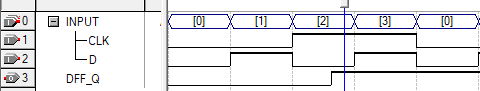 0 INPUT [0] [1] [2] [3] [0]
1 CLK
2 D
3 DFF_Q